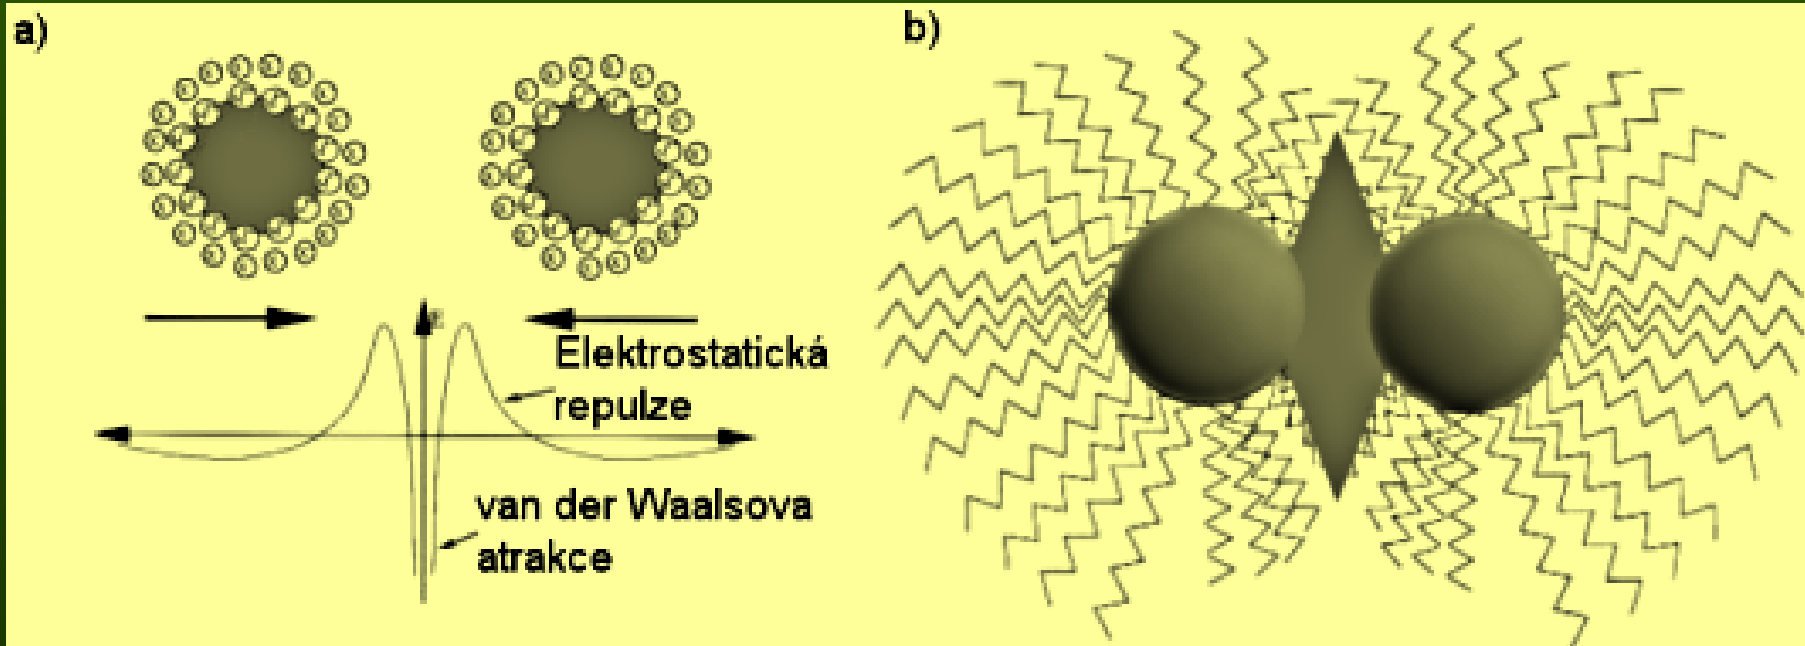 a)
b)
E
Elektrostatická
repulze
van der Waalsova
atrakce